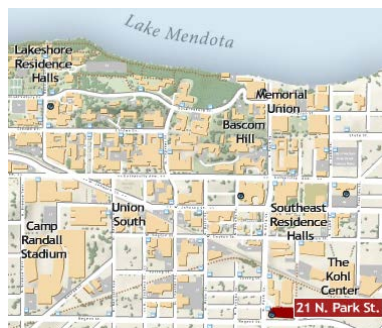 Lake Mendota
Lakeshore
Residence
Halls
Memorial
Union
Bascom
Hill
Union
South
Southeast
Residence
Halls
Camp
Randall
Stadium
The
Kohl
Center
21 N. Park St.